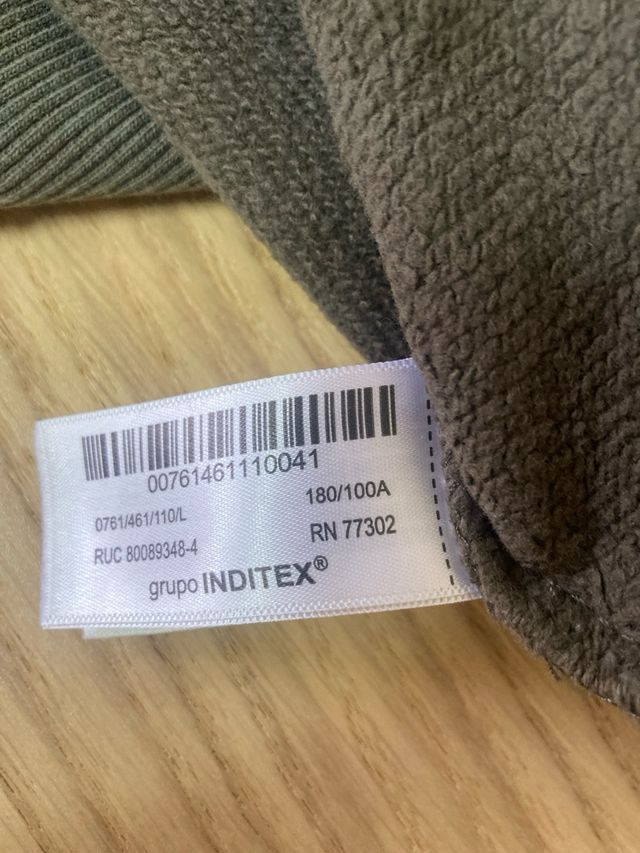 00761461110041
0761/461/110/L
180/100A
RUC 80089348-4
RN 77302
grupo INDITEX®